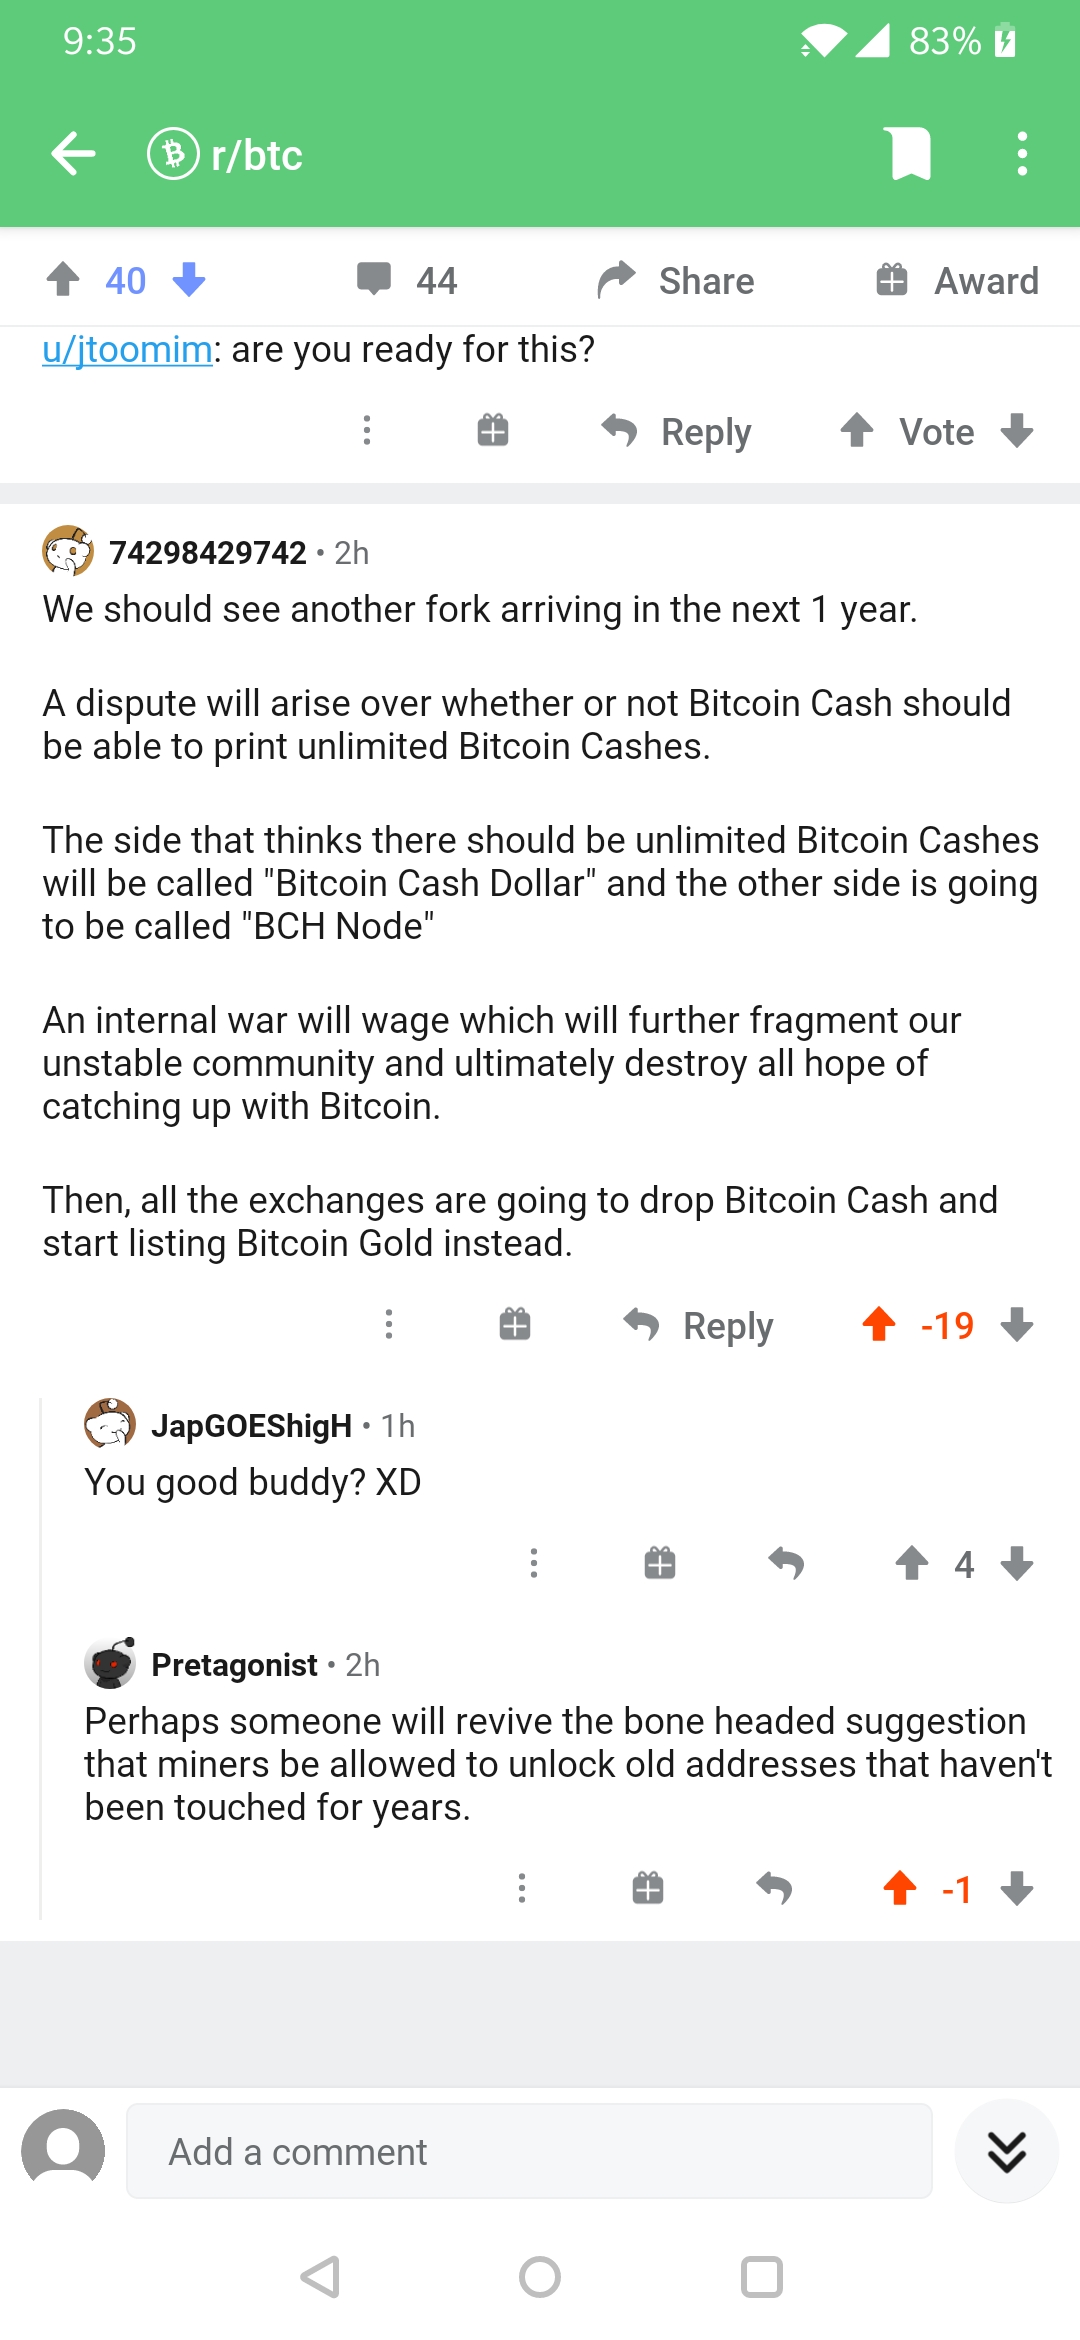 9:35
83%
r/btc
40
44
Share
Award
u/jtoomim: are you ready for this?
Reply
Vote
74298429742 • 2h
We should see another fork arriving in the next 1 year.
A dispute will arise over whether or not Bitcoin Cash should
be able to print unlimited Bitcoin Cashes.
The side that thinks there should be unlimited Bitcoin Cashes
will be called "Bitcoin Cash Dollar" and the other side is going
to be called "BCH Node"
An internal war will wage which will further fragment our
unstable community and ultimately destroy all hope of
catching up with Bitcoin.
Then, all the exchanges are going to drop Bitcoin Cash and
start listing Bitcoin Gold instead.
Reply
-19
JapGOEShigH • 1h
You good buddy? XD
4
Pretagonist • 2h
Perhaps someone will revive the bone headed suggestion
that miners be allowed to unlock old addresses that haven't
been touched for years.
-1
Add a comment